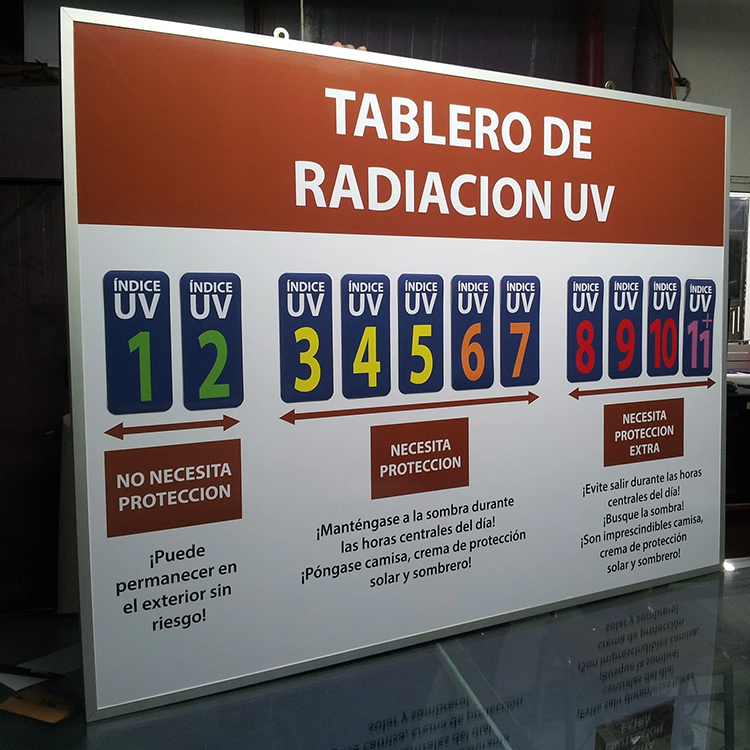 TABLERO DE
RADIACION UV
ÍNDICE UV 1
ÍNDICE UV 2
ÍNDICE UV 3
ÍNDICE UV 4
ÍNDICE UV 5
ÍNDICE UV 6
ÍNDICE UV 7
ÍNDICE UV 8
ÍNDICE UV 9
ÍNDICE UV 10
ÍNDICE UV 11+
NO NECESITA
PROTECCION
¡Puede
permanecer en
el exterior sin
riesgo!
NECESITA
PROTECCION
¡Manténgase a la sombra durante
las horas centrales del día!
¡Póngase camisa, crema de protección
solar y sombrero!
NECESITA
PROTECCION
EXTRA
¡Evite salir durante las horas
centrales del día!
¡Busque la sombra!
¡Son imprescindibles camisa,
crema de protección
solar y sombrero!